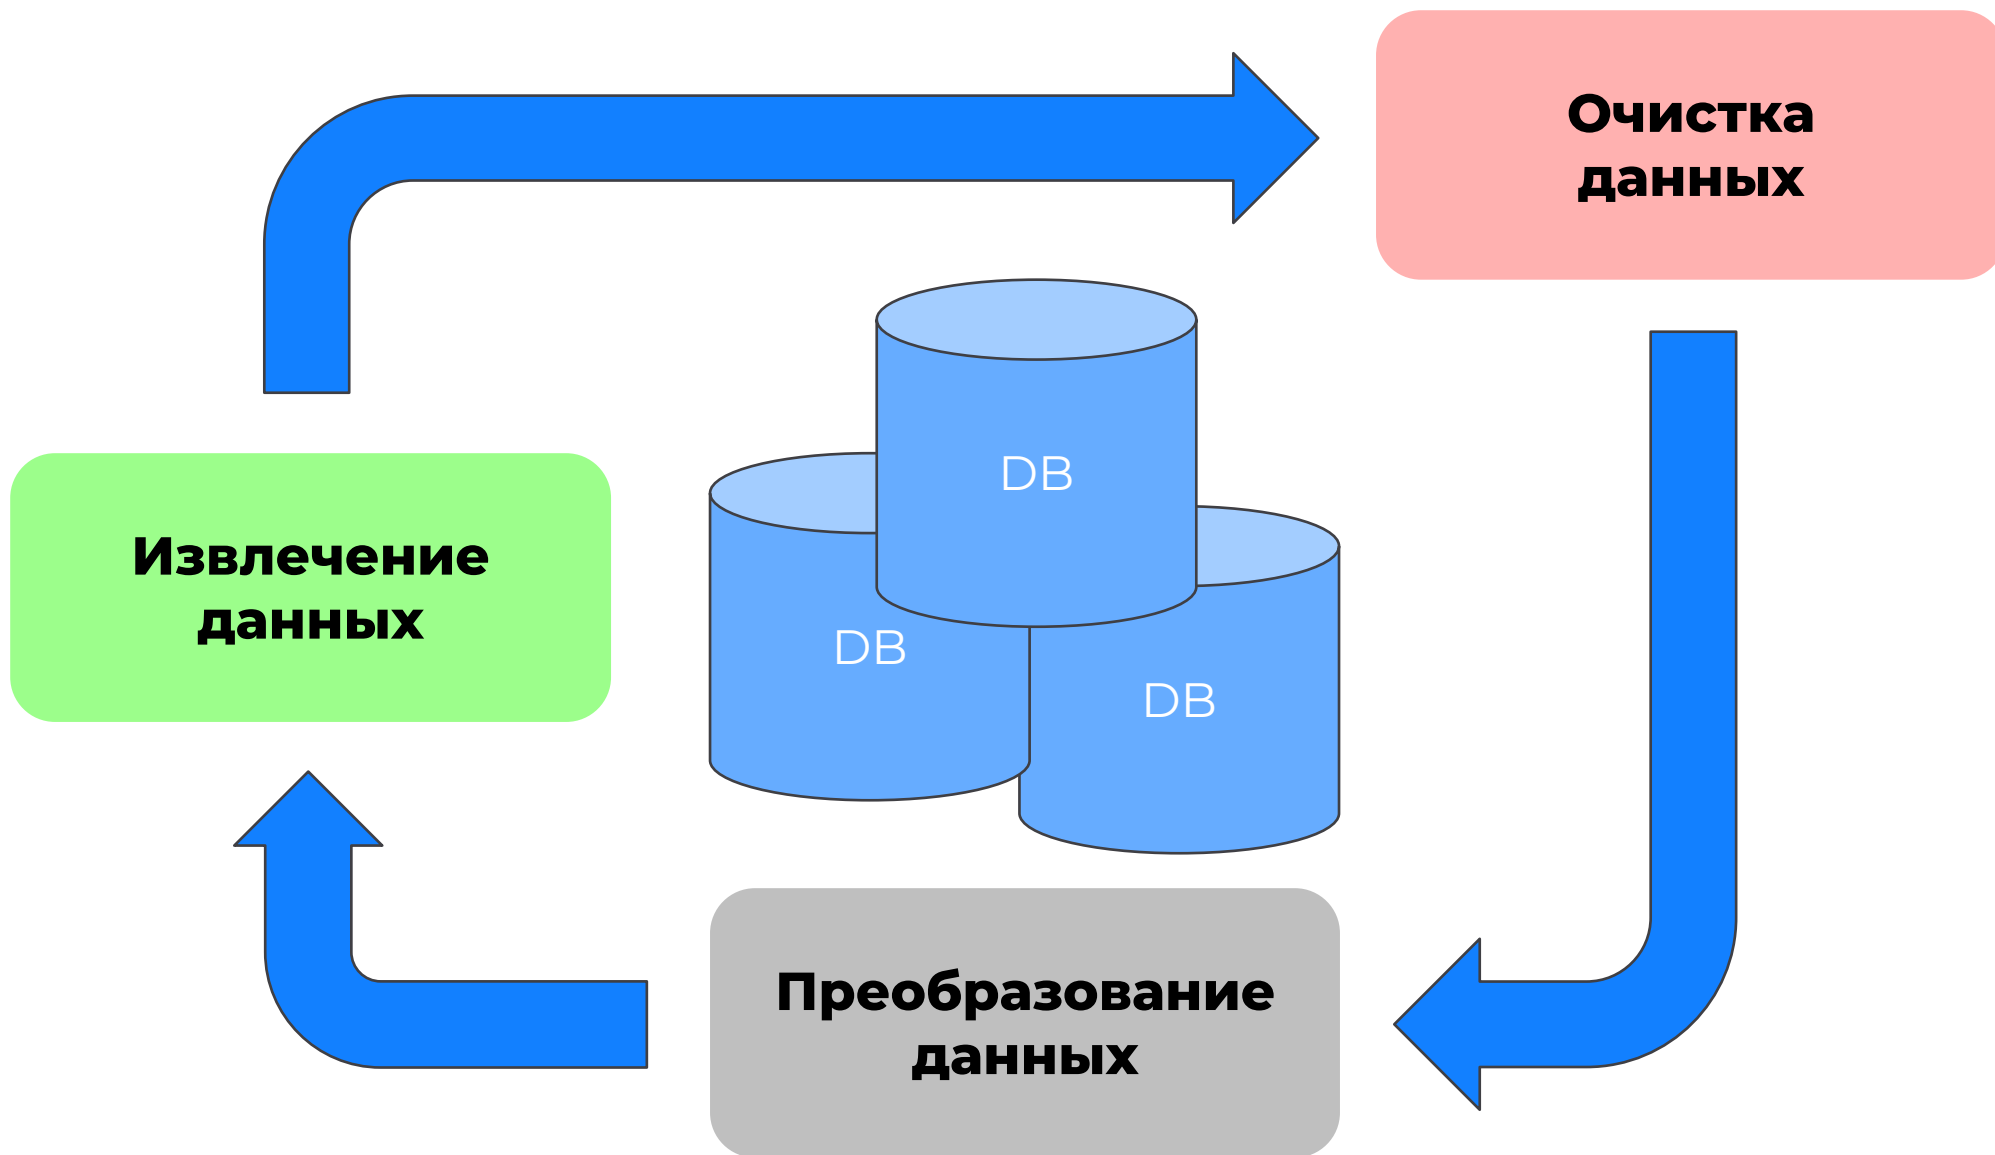 Очистка
данных
DB
Извлечение
данных
DB
DB
Преобразование
данных